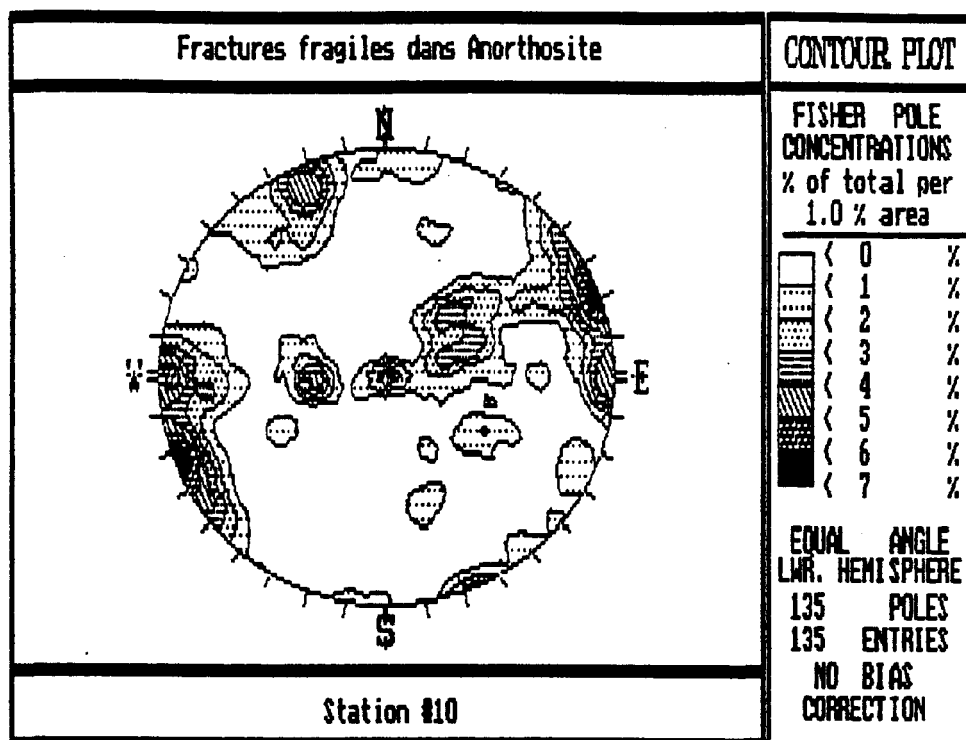 Fractures fragiles dans Anorthosite
N
W
E
S
Station #10
CONTOUR PLOT
FISHER POLE
CONCENTRATIONS
% of total per
1.0 % area
< 0 %
< 1 %
< 2 %
< 3 %
< 4 %
< 5 %
< 6 %
< 7 %
EQUAL ANGLE
LWR. HEMISPHERE
135 POLES
135 ENTRIES
NO BIAS
CORRECTION